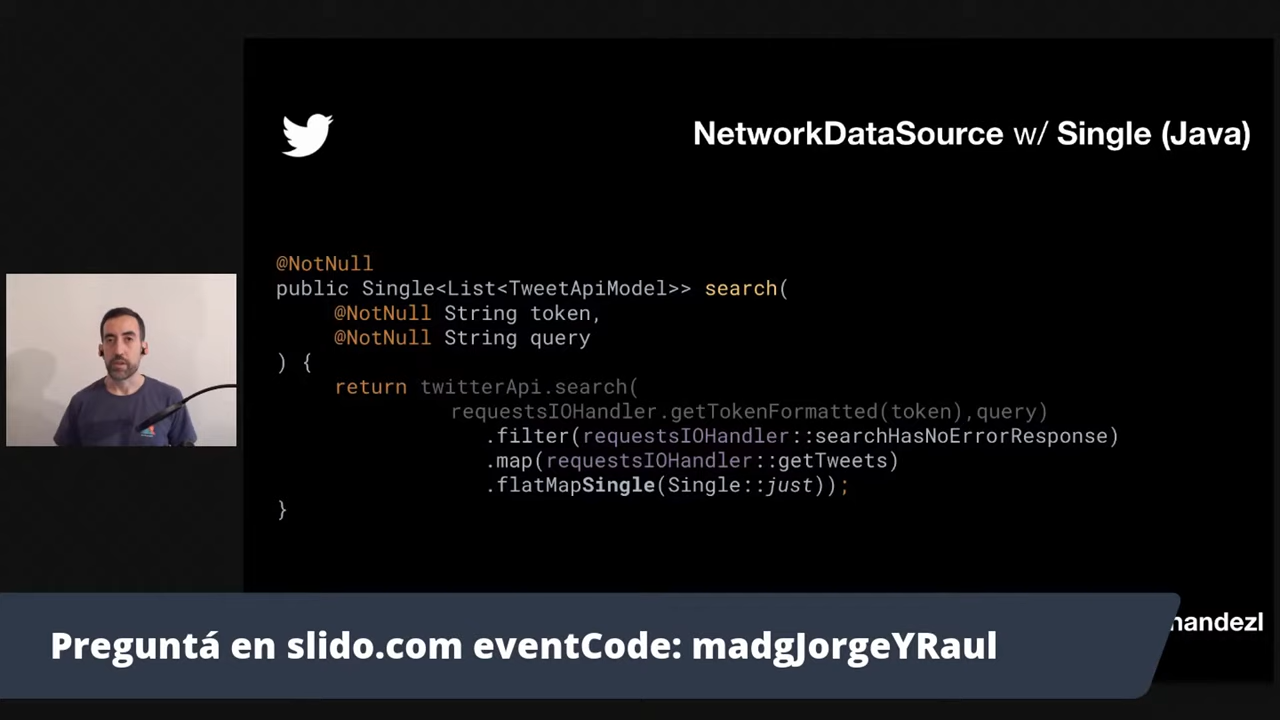 NetworkDataSource w/ Single (Java)
@NotNull
public Single<List<TweetApiModel>> search(
@NotNull String token,
@NotNull String query
) {
return twitterApi.search(
requestsIOHandler.getTokenFormatted(token),query)
.filter(requestsIOHandler::searchHasNoErrorResponse)
.map(requestsIOHandler::getTweets)
.flatMapSingle(Single::just));
}
Preguntá en slido.com eventCode: madgJorgeYRaul